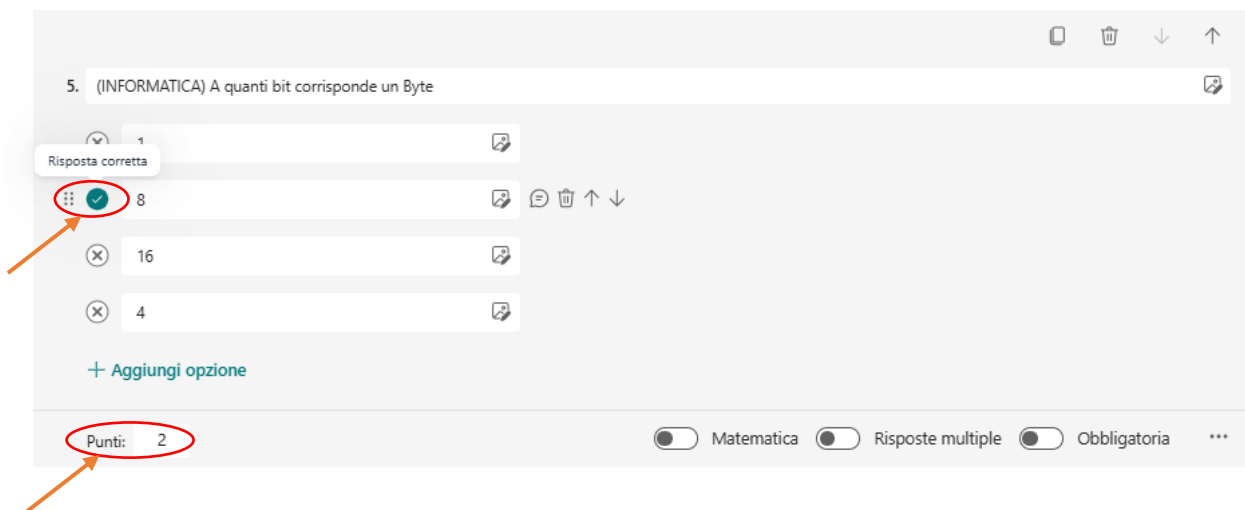 5. (INFORMATICA) A quanti bit corrisponde un Byte
1
Risposta corretta
8
16
4
+ Aggiungi opzione
Punti: 2 Matematica Risposte multiple Obbligatoria